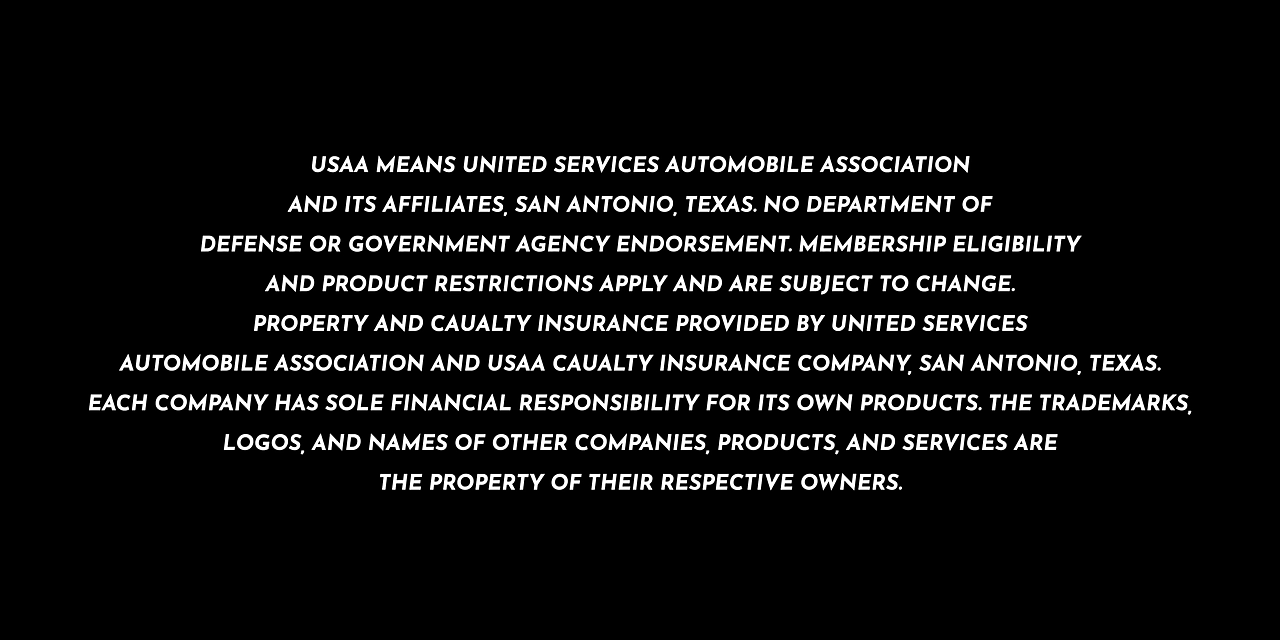 USAA MEANS UNITED SERVICES AUTOMOBILE ASSOCIATION
AND ITS AFFILIATES, SAN ANTONIO, TEXAS. NO DEPARTMENT OF
DEFENSE OR GOVERNMENT AGENCY ENDORSEMENT. MEMBERSHIP ELIGIBILITY
AND PRODUCT RESTRICTIONS APPLY AND ARE SUBJECT TO CHANGE.
PROPERTY AND CAUALTY INSURANCE PROVIDED BY UNITED SERVICES
AUTOMOBILE ASSOCIATION AND USAA CAUALTY INSURANCE COMPANY, SAN ANTONIO, TEXAS.
EACH COMPANY HAS SOLE FINANCIAL RESPONSIBILITY FOR ITS OWN PRODUCTS. THE TRADEMARKS,
LOGOS, AND NAMES OF OTHER COMPANIES, PRODUCTS, AND SERVICES ARE
THE PROPERTY OF THEIR RESPECTIVE OWNERS.